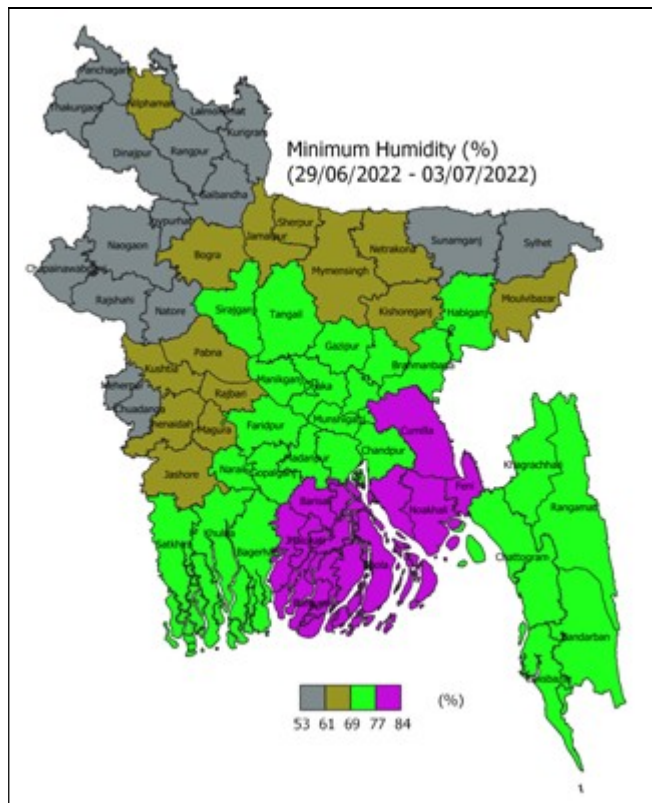 Panchagarh
Nilphamari
Thakurgaon
Lalmonirhat
Kurigram
Dinajpur
Rangpur
Minimum Humidity (%)
(29/06/2022 - 03/07/2022)
Gaibandha
Joypurhat
Sherpur
Jamalpur
Naogaon
Bogra
Mymensingh
Netrakona
Sunamganj
Sylhet
Chapainawabganj
Rajshahi
Natore
Sirajganj
Tangail
Kishoreganj
Habiganj
Moulvibazar
Pabna
Gazipur
Kushtia
Brahmanbaria
Meherpur
Rajbari
Manikganj
Dhaka
Chuadanga
Jhenaidah
Magura
Faridpur
Munshiganj
Cumilla
Chandpur
Madaripur
Jashore
Narail
Gopalganj
Khagrachhari
Feni
Rangamati
Barisal
Noakhali
Satkhira
Khulna
Bagerhat
Bhola
Chattogram
Bandarban
53 61 69 77 84
(%)